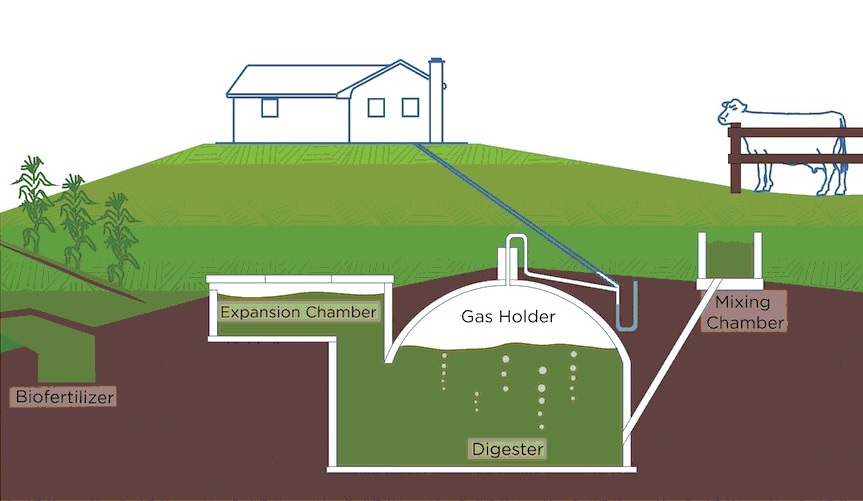 Expansion Chamber
Gas Holder
Mixing
Chamber
Biofertilizer
Digester